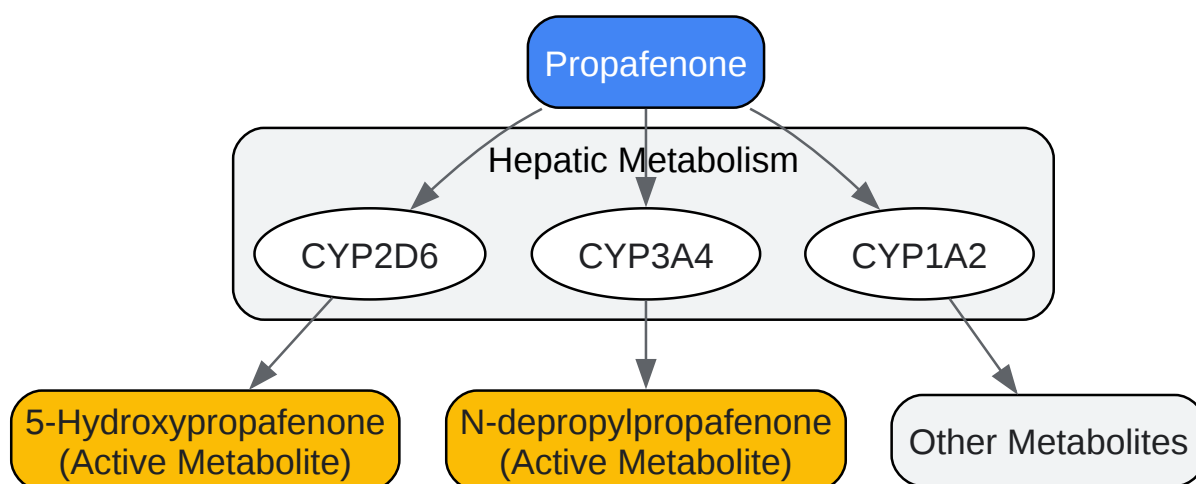 Propafenone
Hepatic Metabolism
CYP2D6
CYP3A4
CYP1A2
5-Hydroxypropafenone
(Active Metabolite)
N-depropylpropafenone
(Active Metabolite)
Other Metabolites